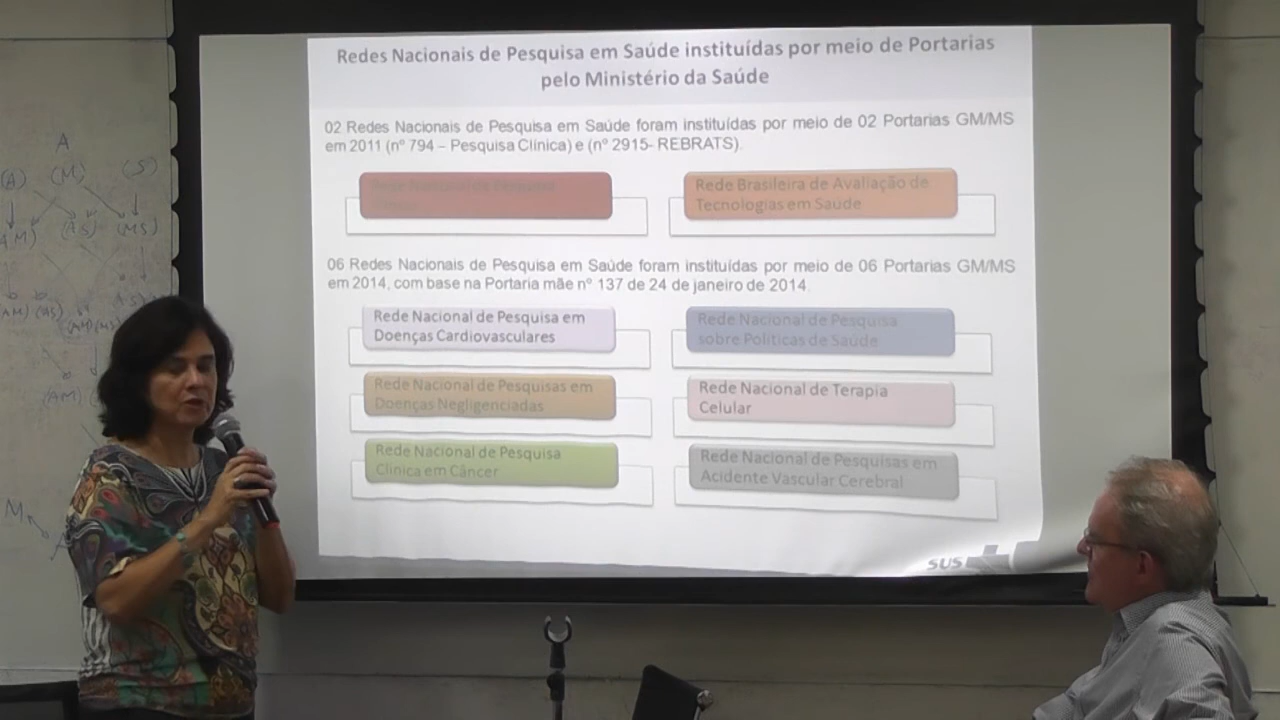 Redes Nacionais de Pesquisa em Saúde instituídas por meio de Portarias
pelo Ministério da Saúde
02 Redes Nacionais de Pesquisa em Saúde foram instituídas por meio de 02 Portarias GM/MS
em 2011 (nº 794 – Pesquisa Clínica) e (nº 2915- REBRATS).
Rede Brasileira de Avaliação de
Tecnologias em Saude
06 Redes Nacionais de Pesquisa em Saúde foram instituídas por meio de 06 Portarias GM/MS
em 2014, com base na Portaria mãe nº 137 de 24 de janeiro de 2014.
Rede Nacional de Pesquisa em
Doenças Cardiovasculares
Rede Nacional de Pesquisa
sobre Políticas de Saúde
Rede Nacional de Pesquisas em
Doenças Negligenciadas
Rede Nacional de Terapia
Celular
Rede Nacional de Pesquisa
Clínica em Câncer
Rede Nacional de Pesquisas em
Acidente Vascular Cerebral
SUS
A
(A) (M) (S)
(AS) (MS)
(AM)
M